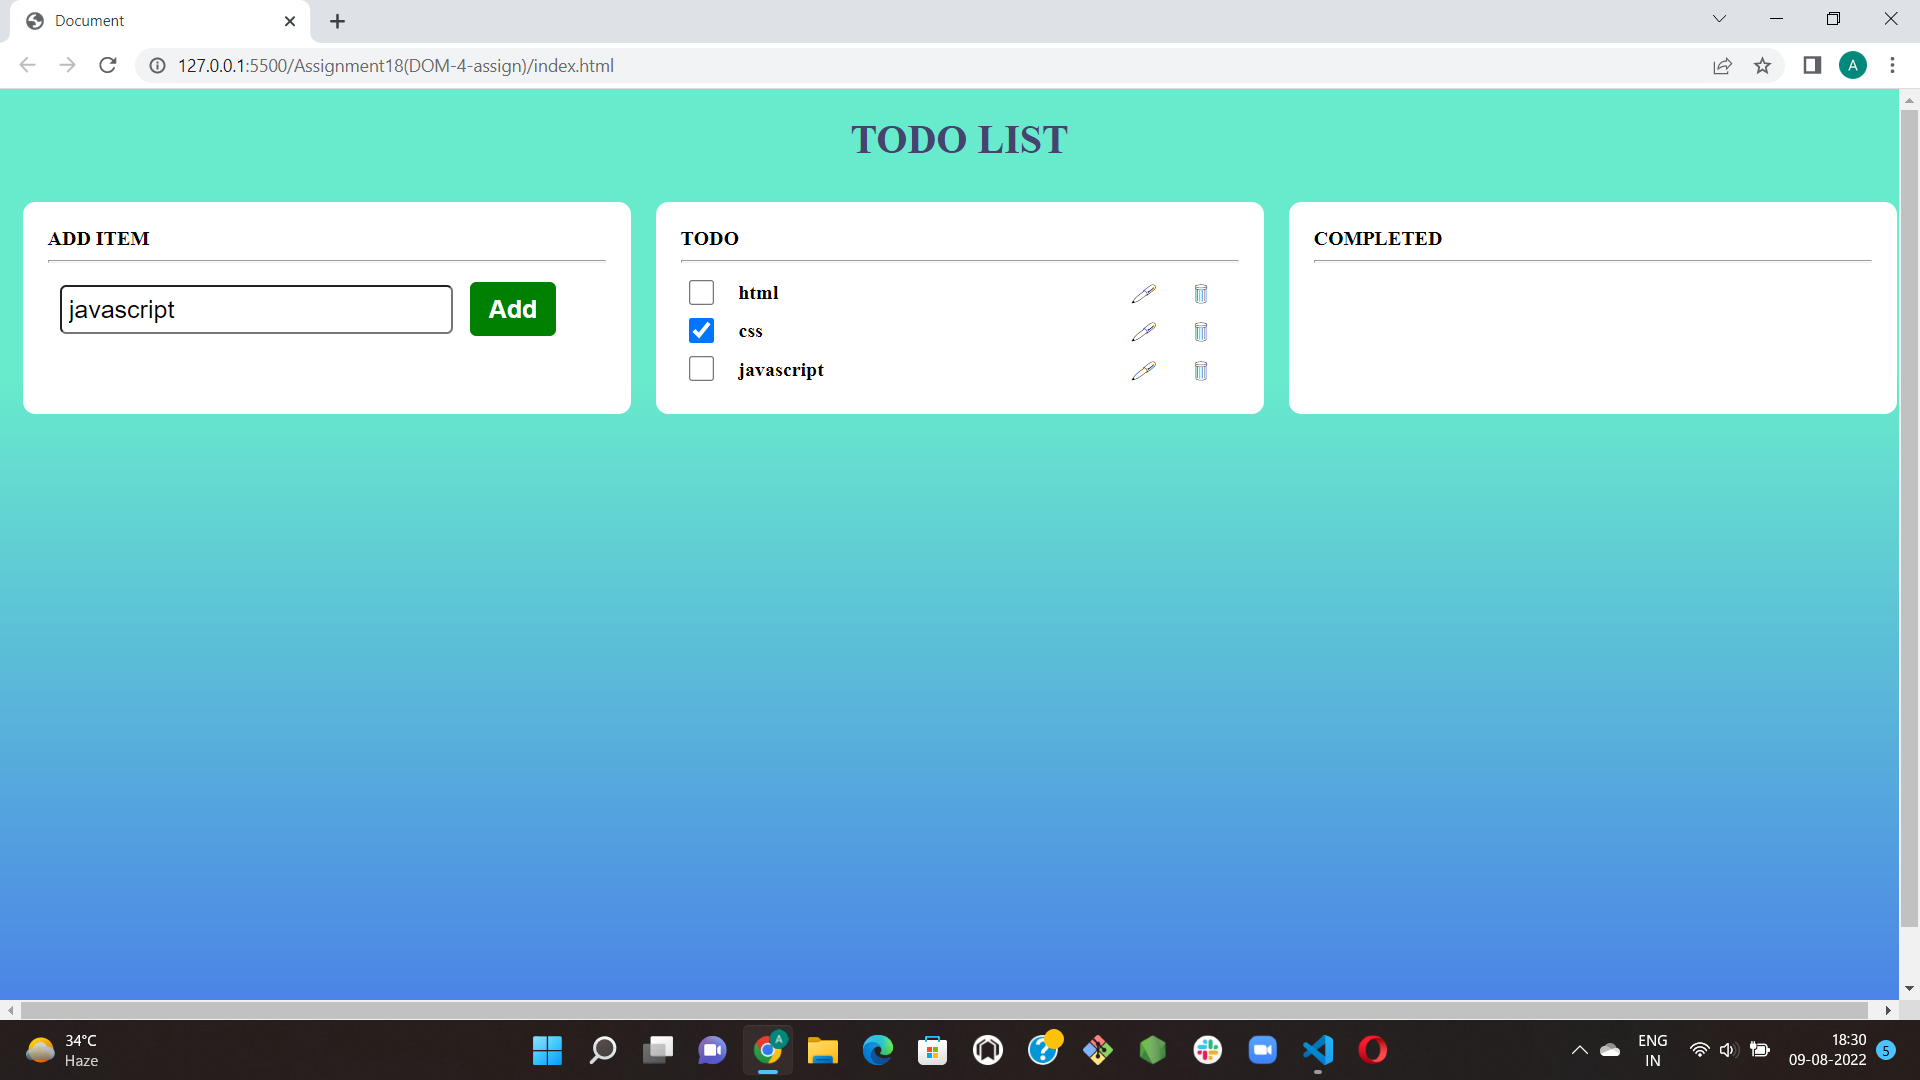 Document
127.0.0.1:5500/Assignment18(DOM-4-assign)/index.html
A
TODO LIST
ADD ITEM
javascript
Add
TODO
html
css
javascript
COMPLETED
34°C
Haze
A
ENG
IN
18:30
09-08-2022
5